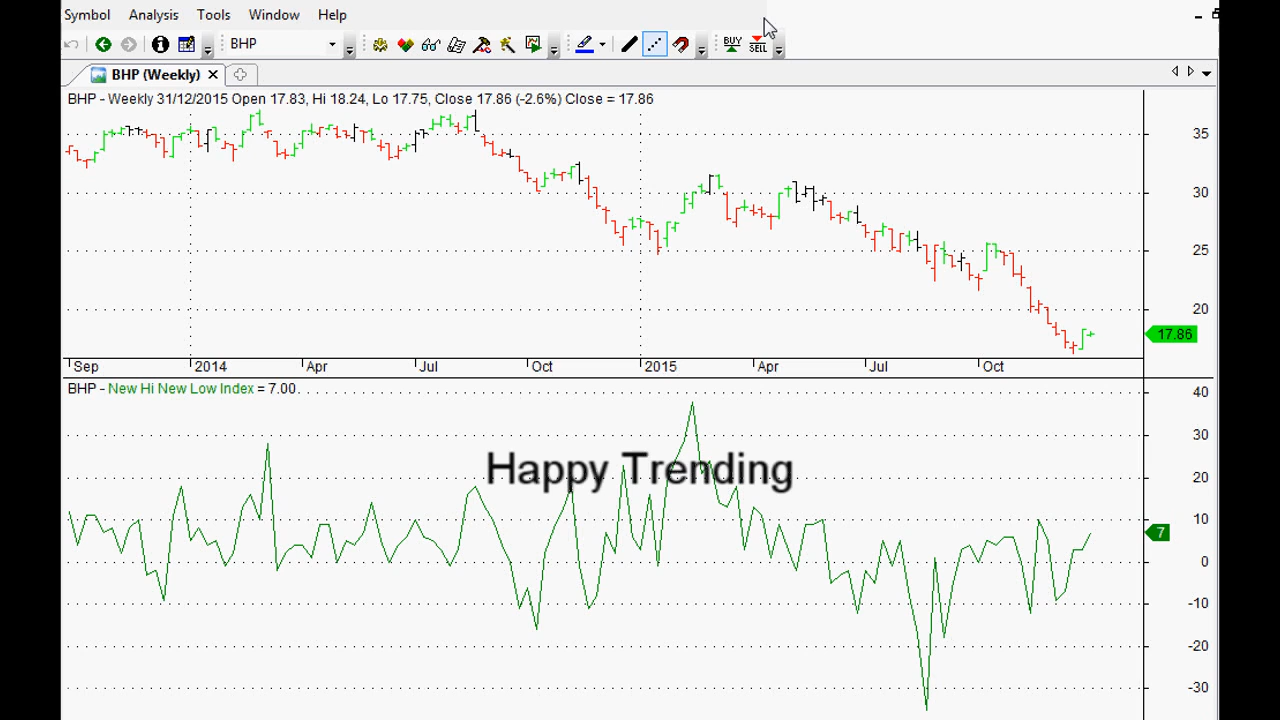 Symbol Analysis Tools Window Help
BHP BUY SELL
BHP (Weekly)
BHP - Weekly 31/12/2015 Open 17.83, Hi 18.24, Lo 17.75, Close 17.86 (-2.6%) Close = 17.86
35
30
25
20
17.86
Sep 2014 Apr Jul Oct 2015 Apr Jul Oct
BHP - New Hi New Low Index = 7.00
40
30
Happy Trending
20
10
7
0
-10
-20
-30